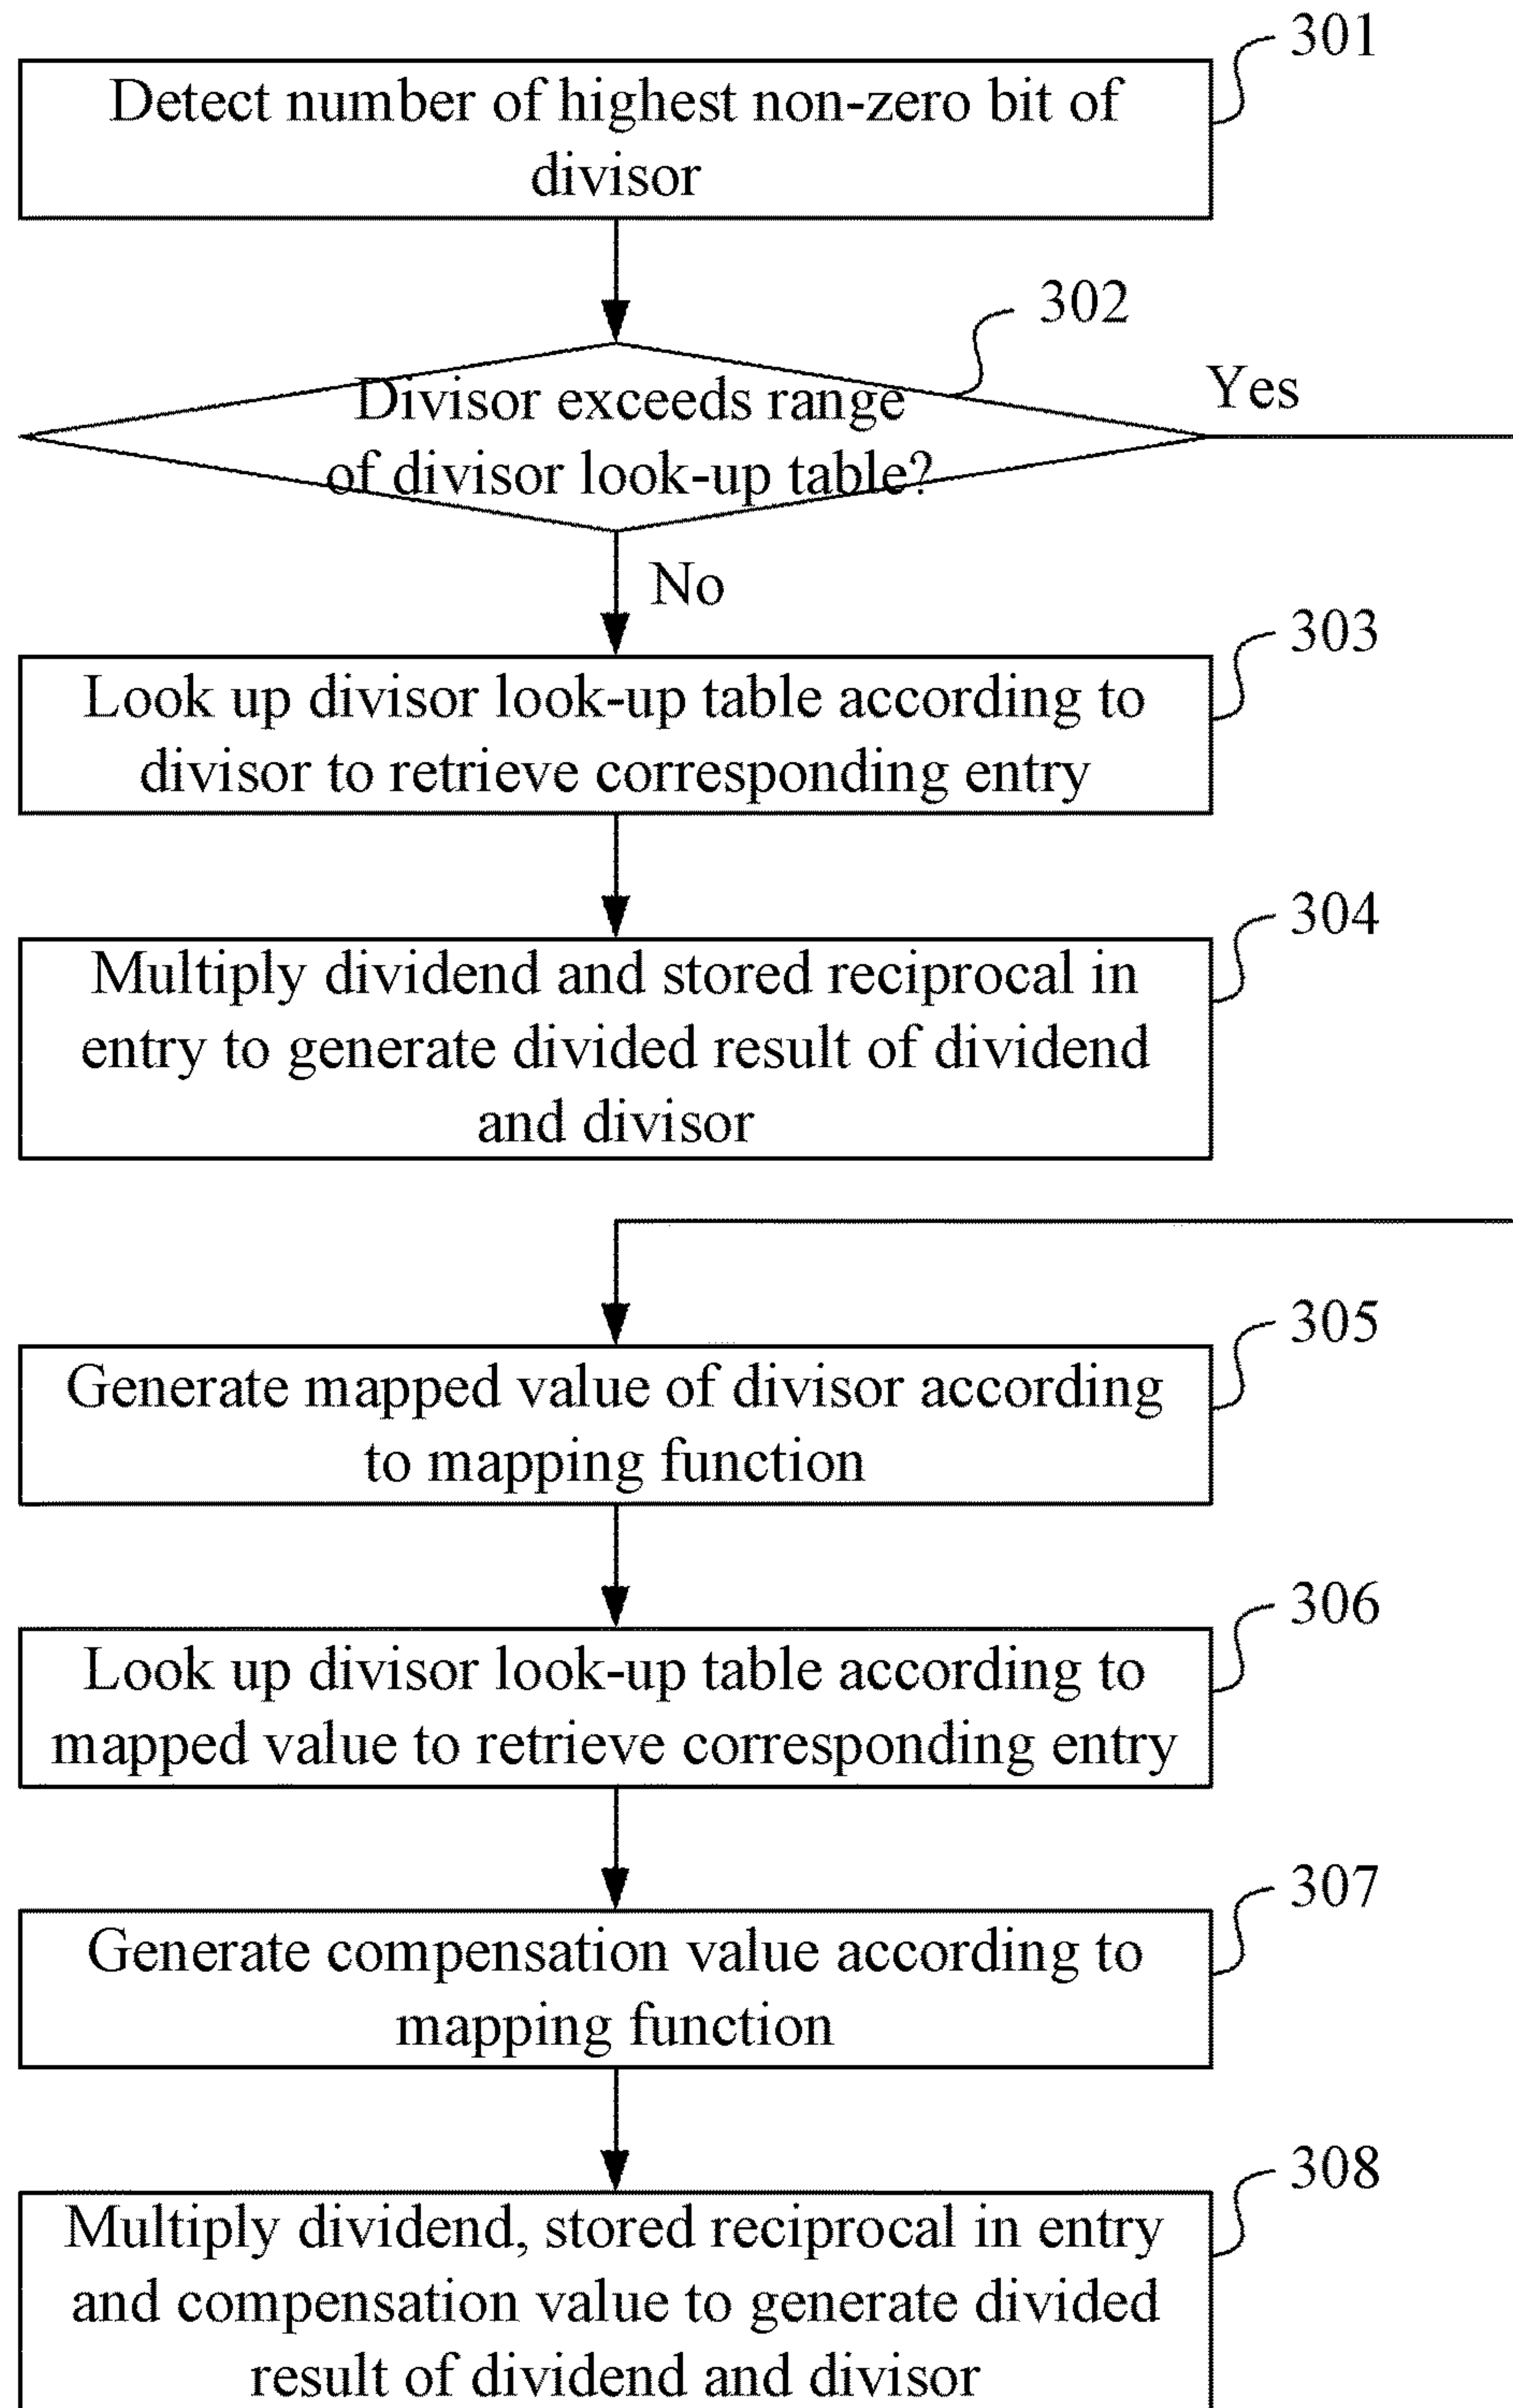 301
Detect number of highest non-zero bit of
divisor
302
Divisor exceeds range
of divisor look-up table?
Yes
No
303
Look up divisor look-up table according to
divisor to retrieve corresponding entry
304
Multiply dividend and stored reciprocal in
entry to generate divided result of dividend
and divisor
305
Generate mapped value of divisor according
to mapping function
306
Look up divisor look-up table according to
mapped value to retrieve corresponding entry
307
Generate compensation value according to
mapping function
308
Multiply dividend, stored reciprocal in entry
and compensation value to generate divided
result of dividend and divisor